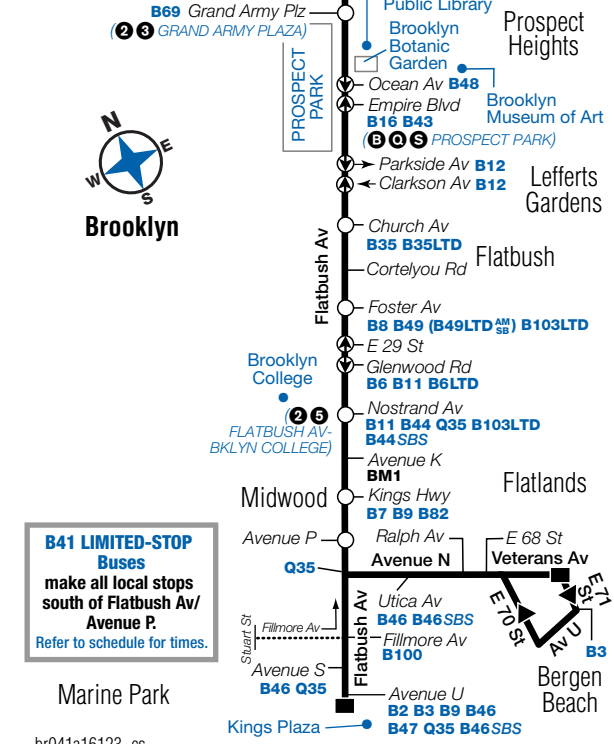 Public Library
B69 Grand Army Plz
(2 3 GRAND ARMY PLAZA)
Prospect
Heights
Brooklyn
Botanic
Garden
PROSPECT
PARK
Ocean Av B48
Empire Blvd
B16 B43
(B Q S PROSPECT PARK)
Brooklyn
Museum of Art
N
E
W
S
Brooklyn
Parkside Av B12
Clarkson Av B12
Lefferts
Gardens
Church Av
B35 B35LTD
Flatbush
Flatbush Av
Cortelyou Rd
Foster Av
B8 B49 (B49LTD AM SB) B103LTD
E 29 St
Glenwood Rd
B6 B11 B6LTD
Brooklyn
College
(2 5
FLATBUSH AV-
BKLYN COLLEGE)
Nostrand Av
B11 B44 Q35 B103LTD
B44SBS
Avenue K
BM1
Flatlands
Midwood
Kings Hwy
B7 B9 B82
Avenue P
Ralph Av
E 68 St
Q35
Avenue N
Veterans Av
B41 LIMITED-STOP
Buses
make all local stops
south of Flatbush Av/
Avenue P.
Refer to schedule for times.
Utica Av
B46 B46SBS
E 70 St
E 71
St
Av U
B3
Stuart St
Fillmore Av
Flatbush Av
Fillmore Av
B100
Avenue S
B46 Q35
Bergen
Beach
Marine Park
Avenue U
B2 B3 B9 B46
B47 Q35 B46SBS
Kings Plaza